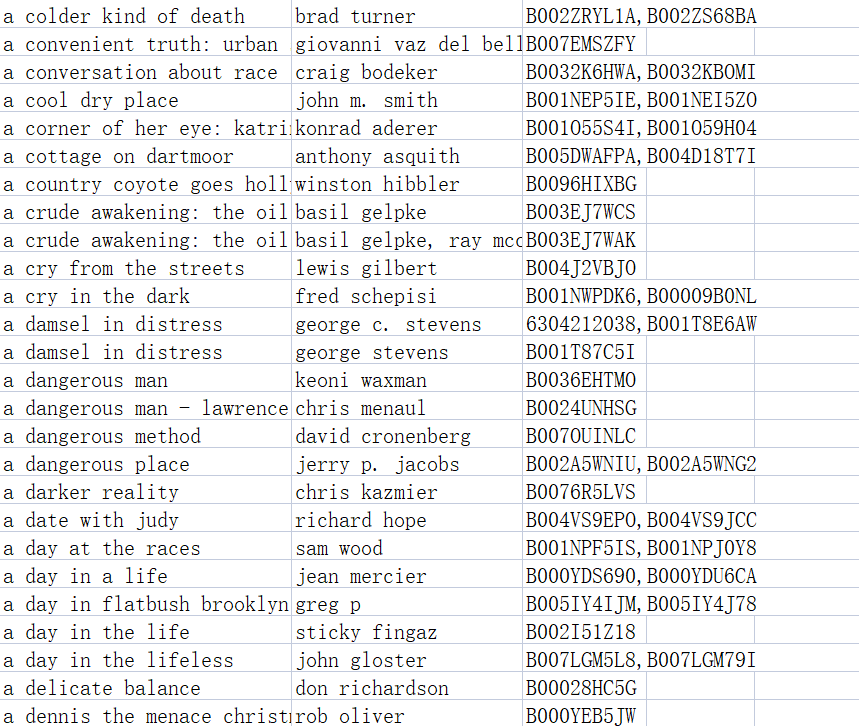 a colder kind of death brad turner B002ZRYL1A,B002ZS68BA
a convenient truth: urban giovanni vaz del bell B007EMSZFY
a conversation about race craig bodeker B0032K6HWA,B0032KBOMI
a cool dry place john m. smith B001NEP5IE,B001NEI5ZO
a corner of her eye: katri konrad aderer B001O55S4I,B001O59H04
a cottage on dartmoor anthony asquith B005DWAFPA,B004D18T7I
a country coyote goes holl winston hibbler B0096HIXBG
a crude awakening: the oil basil gelpke B003EJ7WCS
a crude awakening: the oil basil gelpke, ray mcc B003EJ7WAK
a cry from the streets lewis gilbert B004J2VBJO
a cry in the dark fred schepisi B001NWPDK6,B00009B0NL
a damsel in distress george c. stevens 6304212038,B001T8E6AW
a damsel in distress george stevens B001T87C5I
a dangerous man keoni waxman B0036EHTMO
a dangerous man - lawrence chris menaul B0024UNHSG
a dangerous method david cronenberg B007OUINLC
a dangerous place jerry p. jacobs B002A5WNIU,B002A5WNG2
a darker reality chris kazmier B0076R5LVS
a date with judy richard hope B004VS9EPO,B004VS9JCC
a day at the races sam wood B001NPF5IS,B001NPJ0Y8
a day in a life jean mercier B000YDS690,B000YDU6CA
a day in flatbush brooklyn greg p B005IY4IJM,B005IY4J78
a day in the life sticky fingaz B002I51Z18
a day in the lifeless john gloster B007LGM5L8,B007LGM79I
a delicate balance don richardson B00028HC5G
a dennis the menace christ rob oliver B000YEB5JW